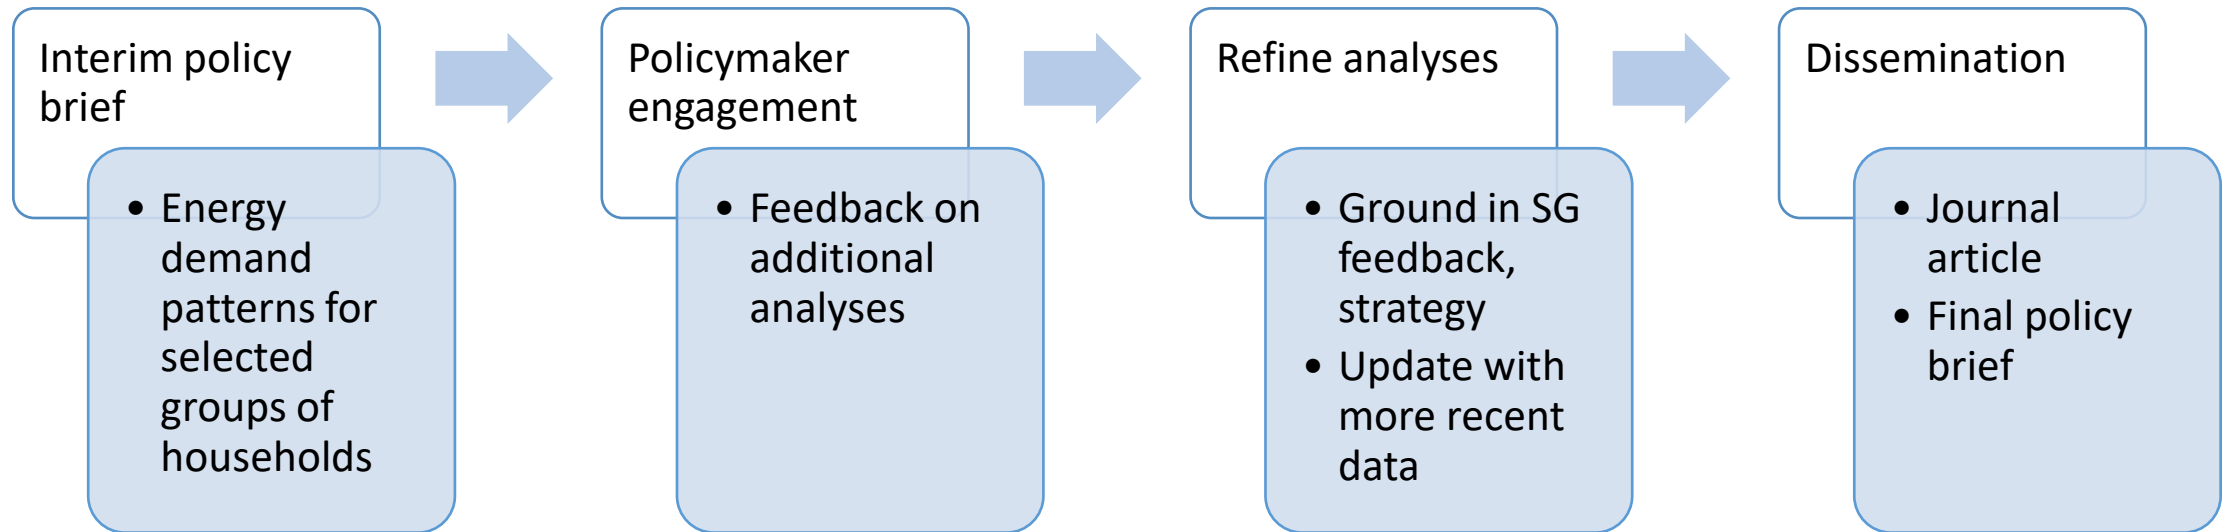 Interim policy
brief
• Energy
demand
patterns for
selected
groups of
households
Policymaker
engagement
• Feedback on
additional
analyses
Refine analyses
• Ground in SG
feedback,
strategy
• Update with
more recent
data
Dissemination
• Journal
article
• Final policy
brief